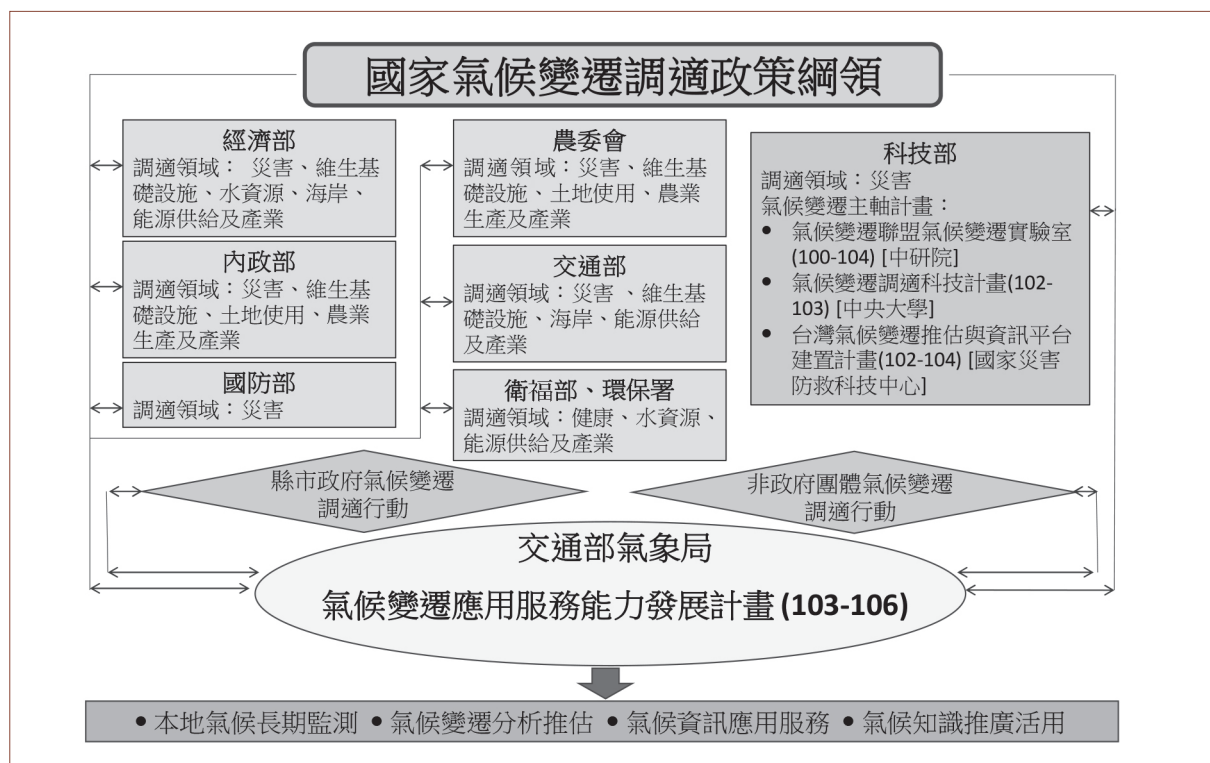 國家氣候變遷調適政策綱領
經濟部
調適領域： 災害、維生基
礎設施、水資源、海岸、
能源供給及產業
內政部
調適領域：災害、維生基
礎設施、土地使用、農業
生產及產業
國防部
調適領域：災害
農委會
調適領域：災害、維生基
礎設施、土地使用、農業
生產及產業
交通部
調適領域：災害 、維生基
礎設施、海岸、能源供給
及產業
衛福部、環保署
調適領域：健康、水資源、
能源供給及產業
科技部
調適領域：災害
氣候變遷主軸計畫：
• 氣候變遷聯盟氣候變遷實驗室
(100-104) [中研院]
• 氣候變遷調適科技計畫(102-
103) [中央大學]
• 台灣氣候變遷推估與資訊平台
建置計畫(102-104) [國家災害
防救科技中心]
縣市政府氣候變遷
調適行動
非政府團體氣候變遷
調適行動
交通部氣象局
氣候變遷應用服務能力發展計畫 (103-106)
• 本地氣候長期監測 • 氣候變遷分析推估 • 氣候資訊應用服務 • 氣候知識推廣活用